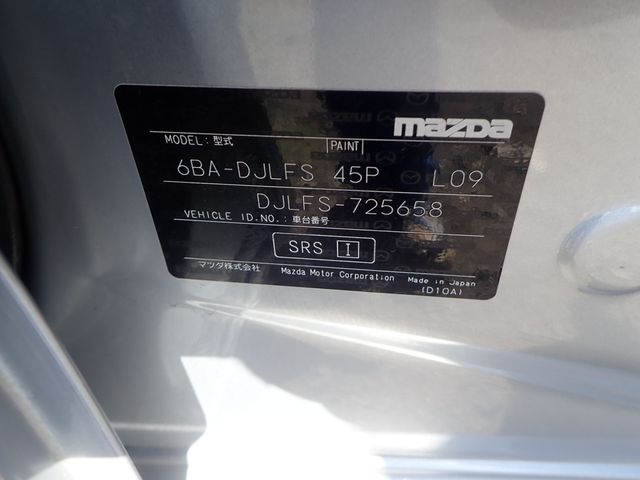 mazda
MODEL:型式 PAINT
6BA-DJLFS 45P L09
DJLFS-725658
VEHICLE ID.NO.:車台番号
SRS I
マツダ株式会社 Mazda Motor Corporation Made in Japan
(D10A)